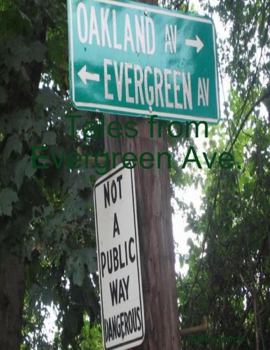 OAKLAND AV →
← EVERGREEN AV
Tales from
Evergreen Ave.
NOT
A
PUBLIC
WAY
DANGEROUS